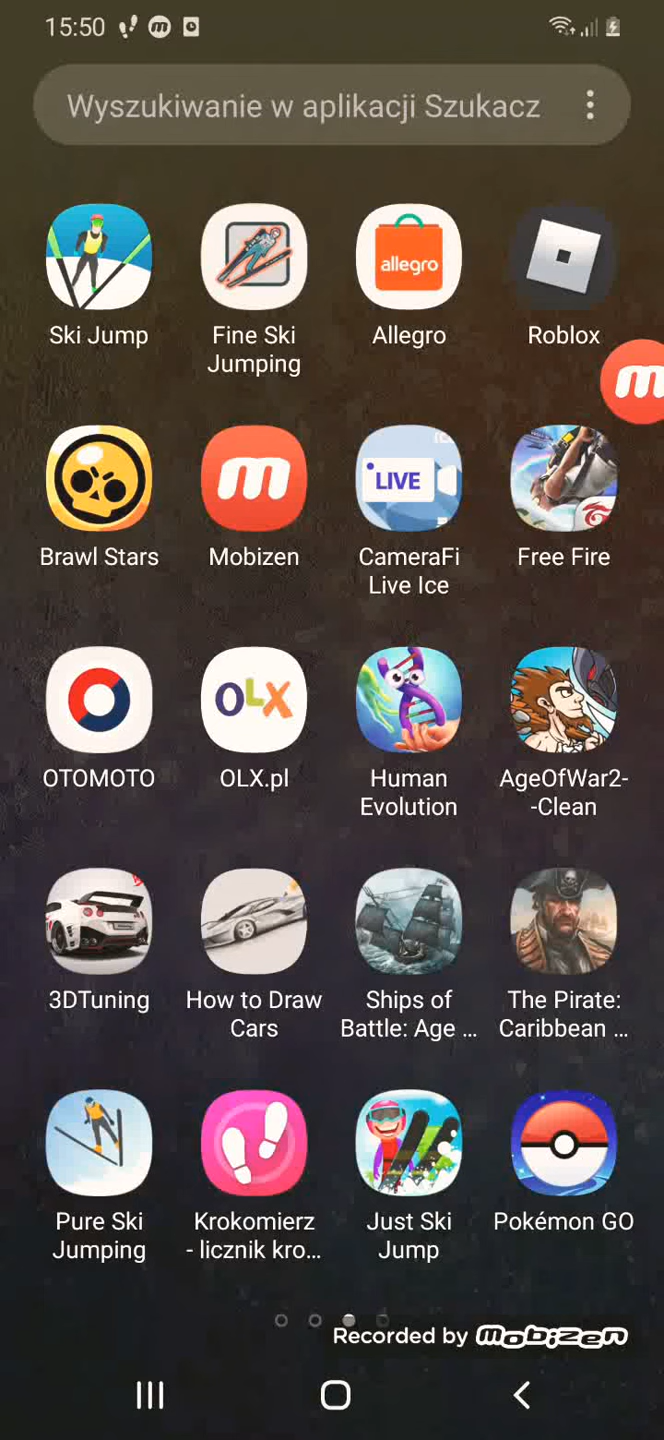 15:50
Wyszukiwanie w aplikacji Szukacz
Ski Jump
Fine Ski
Jumping
allegro
Allegro
Roblox
m
Brawl Stars
m
Mobizen
LIVE
CameraFi
Live Ice
Free Fire
OTOMOTO
OLX
OLX.pl
Human
Evolution
AgeOfWar2-
-Clean
3DTuning
How to Draw
Cars
Ships of
Battle: Age ...
The Pirate:
Caribbean ...
Pure Ski
Jumping
Krokomierz
- licznik kro...
Just Ski
Jump
Pokémon GO
Recorded by mobizen